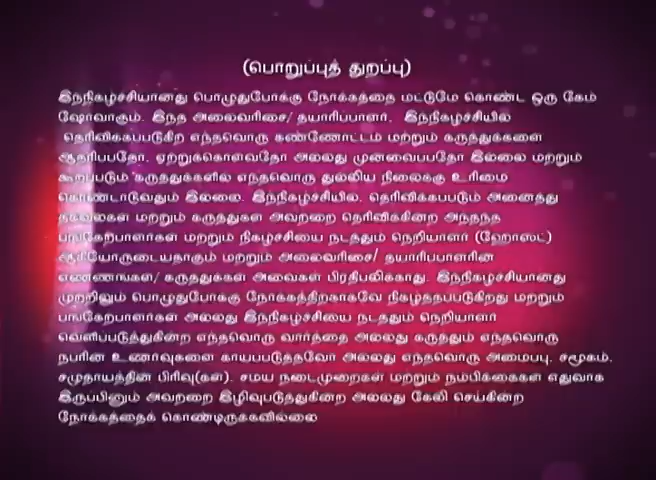 (பொறுப்புத் துறப்பு)
இந்நிகழ்ச்சியானது பொழுதுபோக்கு நோக்கத்தை மட்டுமே கொண்ட ஒரு கேம்
ஷோவாகும். இந்த அலைவரிசை/ தயாரிப்பாளர், இந்நிகழ்ச்சியில்
தெரிவிக்கப்படுகிற எந்தவொரு கண்ணோட்டம் மற்றும் கருத்துக்களை
ஆதரிப்பதோ, ஏற்றுக்கொள்வதோ அல்லது முன்வைப்பதோ இல்லை மற்றும்
கூறப்படும் கருத்துக்களில் எந்தவொரு துல்லிய நிலைக்கு உரிமை
கொண்டாடுவதும் இல்லை. இந்நிகழ்ச்சியில், தெரிவிக்கப்படும் அனைத்து
தகவல்கள் மற்றும் கருத்துகள் அவற்றை தெரிவிக்கின்ற அந்தந்த
பங்கேற்பாளர்கள் மற்றும் நிகழ்ச்சியை நடத்தும் நெறியாளர் (ஹோஸ்ட்)
ஆகியோருடையதாகும் மற்றும் அலைவரிசை/ தயாரிப்பாளரின்
எண்ணங்கள்/ கருத்துக்கள் அவைகள் பிரதிபலிக்காது. இந்நிகழ்ச்சியானது
முற்றிலும் பொழுதுபோக்கு நோக்கத்திற்காகவே நிகழ்த்தப்படுகிறது மற்றும்
பங்கேற்பாளர்கள் அல்லது இந்நிகழ்ச்சியை நடத்தும் நெறியாளர்
வெளிப்படுத்துகின்ற எந்தவொரு வார்த்தை அல்லது கருத்தும் எந்தவொரு
நபரின் உணர்வுகளை காயப்படுத்தவோ அல்லது எந்தவொரு அமைப்பு, சமூகம்,
சமுதாயத்தின் பிரிவு(கள்), சமய நடைமுறைகள் மற்றும் நம்பிக்கைகள் எதுவாக
இருப்பினும் அவற்றை இழிவுபடுத்துகின்ற அல்லது கேலி செய்கின்ற
நோக்கத்தைக் கொண்டிருக்கவில்லை